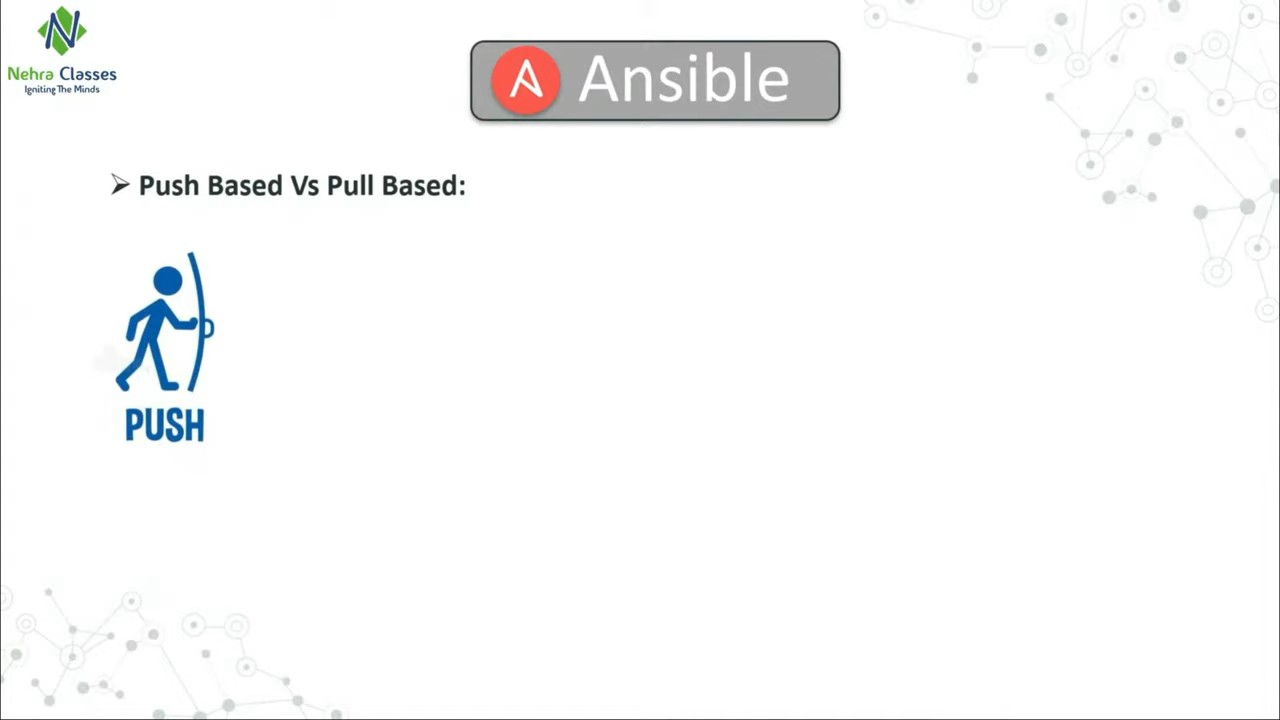 Nehra Classes
Igniting The Minds
Ansible
Push Based Vs Pull Based:
PUSH